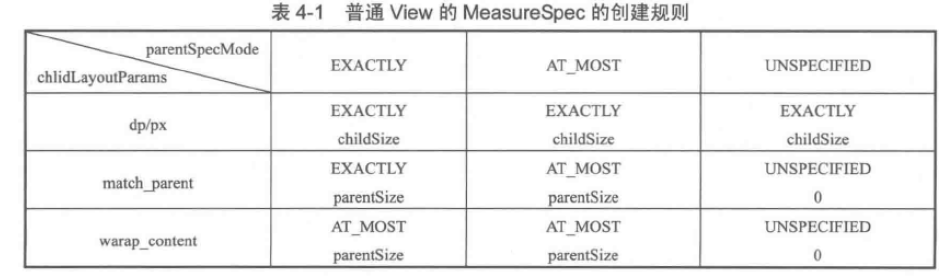 表 4-1 普通 View 的 MeasureSpec 的创建规则
parentSpecMode
chlidLayoutParams
EXACTLY
AT_MOST
UNSPECIFIED
dp/px
EXACTLY
childSize
EXACTLY
childSize
EXACTLY
childSize
match_parent
EXACTLY
parentSize
AT_MOST
parentSize
UNSPECIFIED
0
warap_content
AT_MOST
parentSize
AT_MOST
parentSize
UNSPECIFIED
0